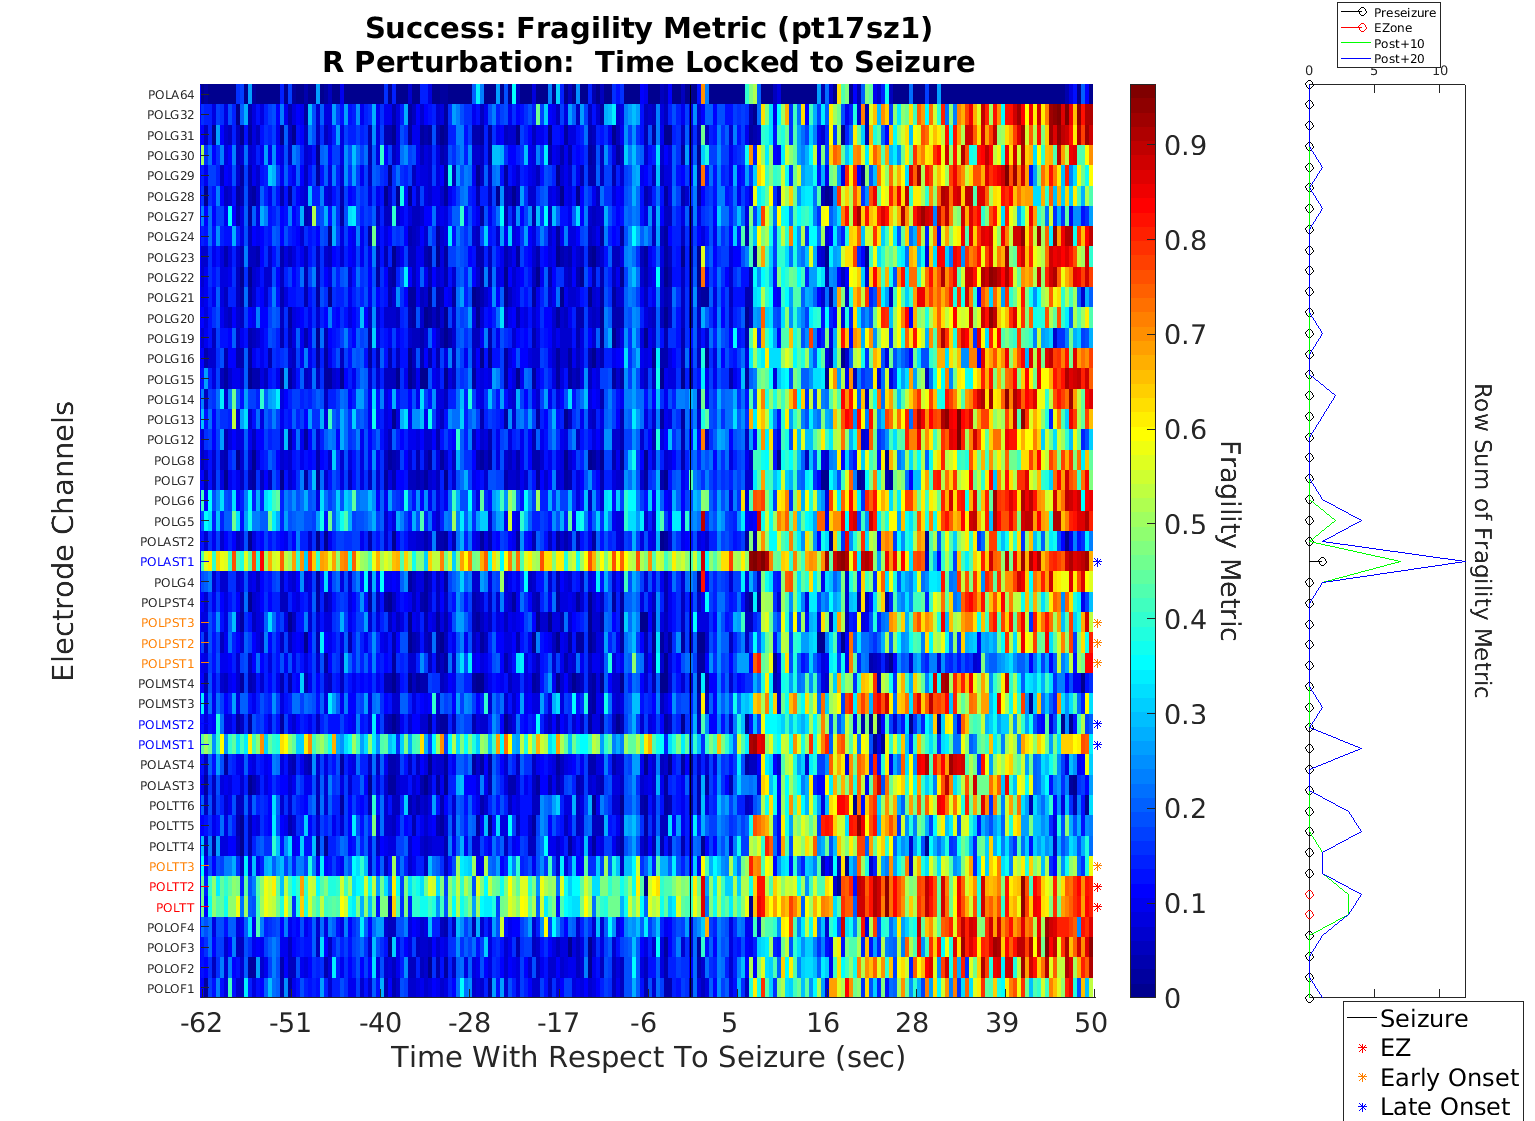 Success: Fragility Metric (pt17sz1)
R Perturbation:  Time Locked to Seizure
Electrode Channels
POLA64
POLG32
POLG31
POLG30
POLG29
POLG28
POLG27
POLG24
POLG23
POLG22
POLG21
POLG20
POLG19
POLG16
POLG15
POLG14
POLG13
POLG12
POLG8
POLG7
POLG6
POLG5
POLAST2
POLAST1
POLG4
POLPST4
POLPST3
POLPST2
POLPST1
POLMST4
POLMST3
POLMST2
POLMST1
POLAST4
POLAST3
POLTT6
POLTT5
POLTT4
POLTT3
POLTT2
POLTT
POLOF4
POLOF3
POLOF2
POLOF1
-62 -51 -40 -28 -17 -6 5 16 28 39 50
Time With Respect To Seizure (sec)
0.9
0.8
0.7
0.6
0.5
0.4
0.3
0.2
0.1
0
Fragility Metric
Preseizure
EZone
Post+10
Post+20
0 5 10
Row Sum of Fragility Metric
Seizure
EZ
Early Onset
Late Onset